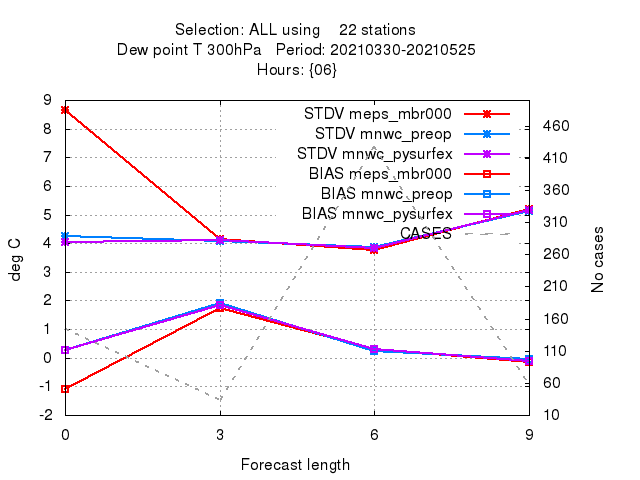 Selection: ALL using 22 stations
Dew point T 300hPa Period: 20210330-20210525
Hours: {06}
STDV meps_mbr000
STDV mnwc_preop
STDV mnwc_pysurfex
BIAS meps_mbr000
BIAS mnwc_preop
BIAS mnwc_pysurfex
CASES
deg C
9
8
7
6
5
4
3
2
1
0
-1
-2
460
410
360
310
260
210
160
110
60
10
No cases
0 3 6 9
Forecast length